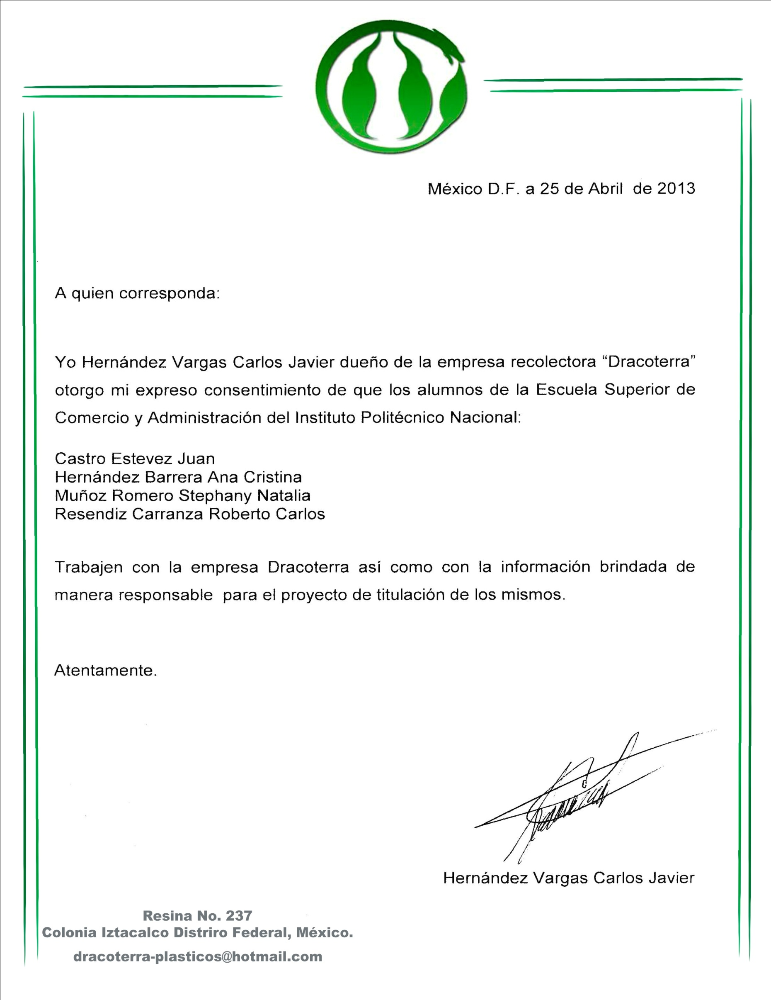 México D.F. a 25 de Abril de 2013
A quien corresponda:
Yo Hernández Vargas Carlos Javier dueño de la empresa recolectora “Dracoterra”
otorgo mi expreso consentimiento de que los alumnos de la Escuela Superior de
Comercio y Administración del Instituto Politécnico Nacional:
Castro Estevez Juan
Hernández Barrera Ana Cristina
Muñoz Romero Stephany Natalia
Resendiz Carranza Roberto Carlos
Trabajen con la empresa Dracoterra así como con la información brindada de
manera responsable para el proyecto de titulación de los mismos.
Atentamente.
Hernández Vargas Carlos Javier
Resina No. 237
Colonia Iztacalco Distriro Federal, México.
dracoterra-plasticos@hotmail.com